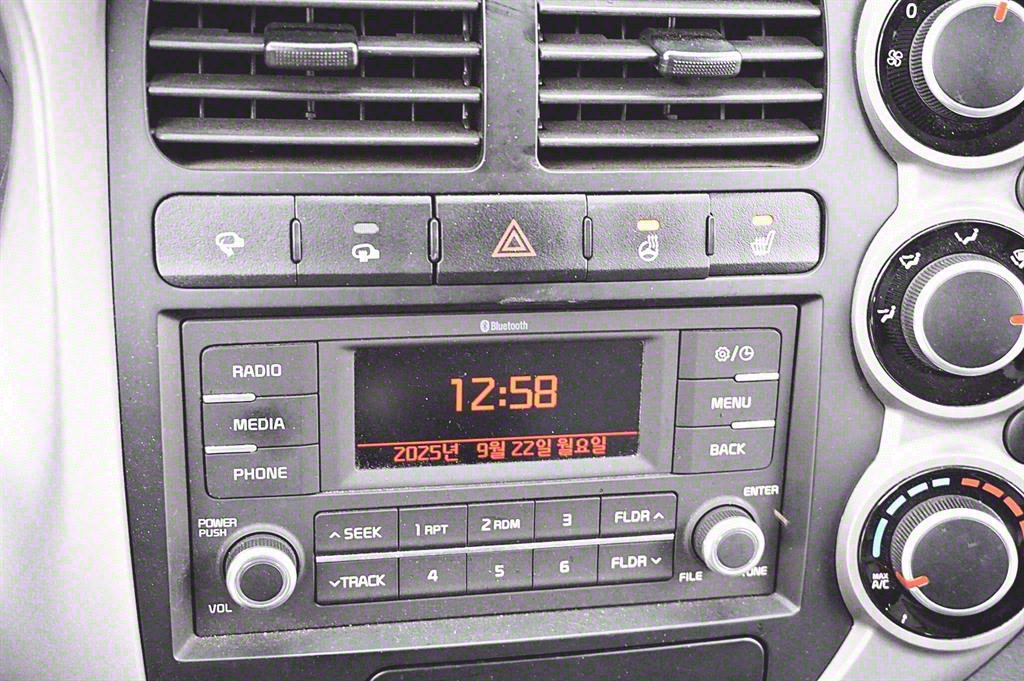 0
Bluetooth
RADIO
MEDIA
PHONE
12:58
2025년 9월 22일 월요일
MENU
BACK
POWER
PUSH
VOL
SEEK
1 RPT
2 RDM
3
FLDR
TRACK
4
5
6
FLDR
ENTER
FILE
TUNE
MAX
A/C